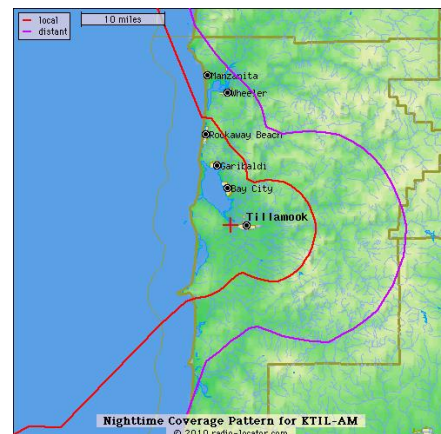 local
distant
10 miles
Manzanita
Wheeler
Rockaway Beach
Garibaldi
Bay City
Tillamook
Nighttime Coverage Pattern for KTIL-AM
© 2010 radio-locator.com